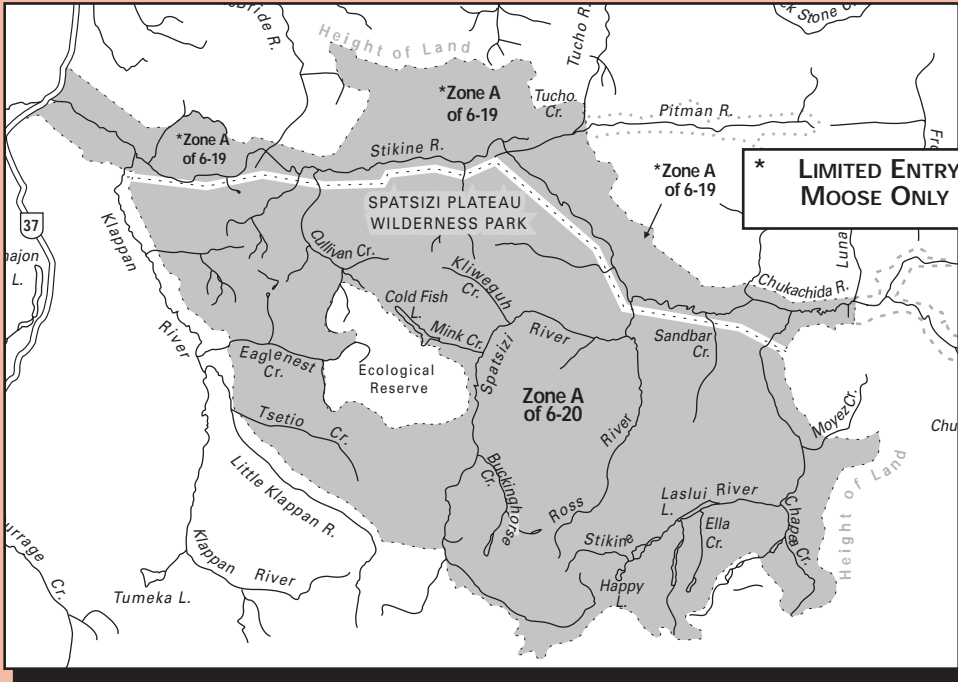 Height of Land
Tucho R.
*Zone A
of 6-19
Tucho
Cr.
Pitman R.
*Zone A
of 6-19
Stikine R.
*Zone A
of 6-19
* LIMITED ENTRY
MOOSE ONLY
SPATSIZI PLATEAU
WILDERNESS PARK
37
L.
Klappan
River
Cullivan Cr.
Kliweguh
Cr.
Chukachida R.
Luna
Cold Fish
L.
Mink Cr.
Spatsizi
River
Sandbar
Cr.
Eaglenest
Cr.
Ecological
Reserve
Zone A
of 6-20
Tsetio Cr.
Moyez Cr.
Little Klappan R.
Buckinghorse
Cr.
Ross
River
Laslui
L.
River
Ella
Cr.
Chapea Cr.
Height of Land
Stikine
Happy
L.
Klappan River
Cr.
Tumeka L.